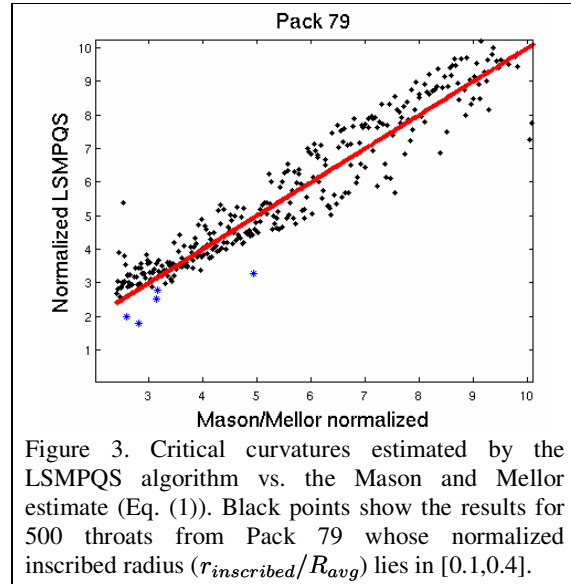 Pack 79
10
9
8
7
6
5
4
3
2
1
Normalized LSMPQS
3 4 5 6 7 8 9 10
Mason/Mellor normalized
Figure 3. Critical curvatures estimated by the
LSMPQS algorithm vs. the Mason and Mellor
estimate (Eq. (1)). Black points show the results for
500 throats from Pack 79 whose normalized
inscribed radius (r_inscribed/R_avg) lies in [0.1,0.4].